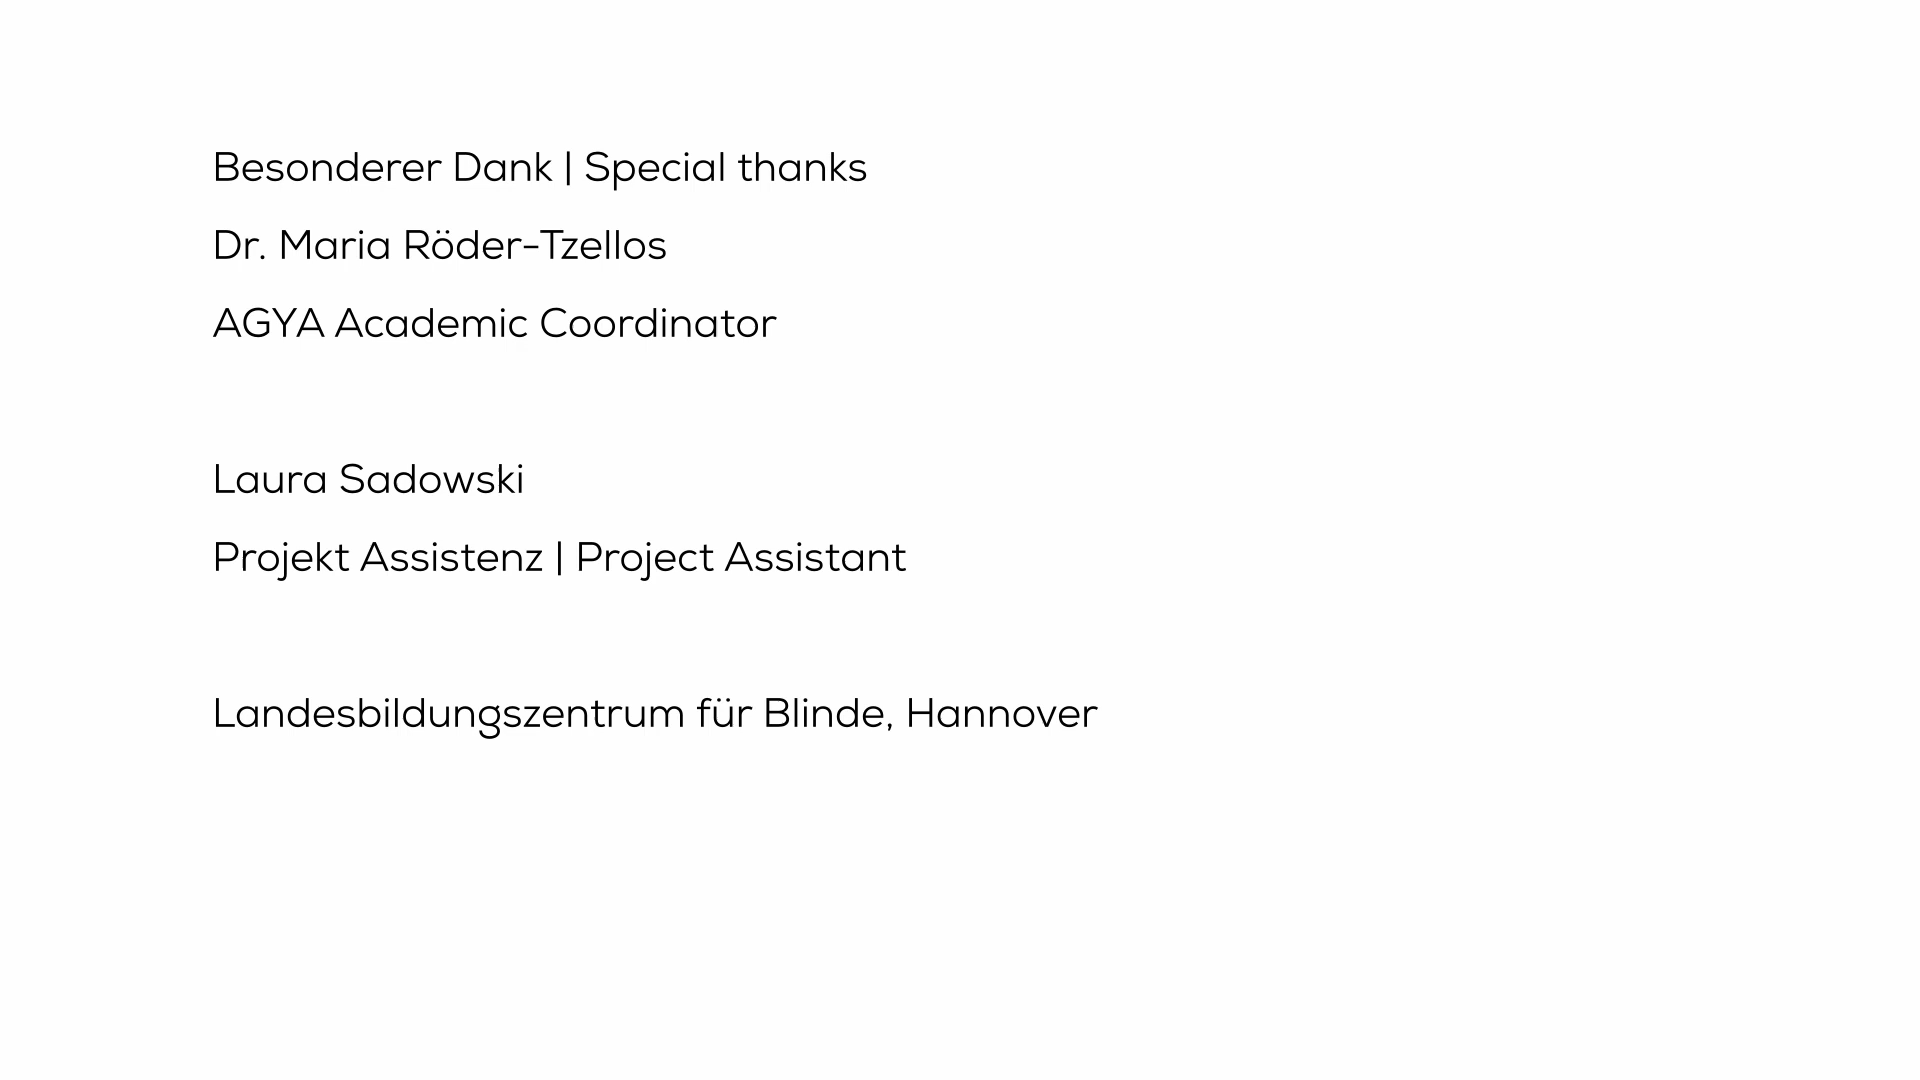 Besonderer Dank | Special thanks
Dr. Maria Röder-Tzellos
AGYA Academic Coordinator
Laura Sadowski
Projekt Assistenz | Project Assistant
Landesbildungszentrum für Blinde, Hannover